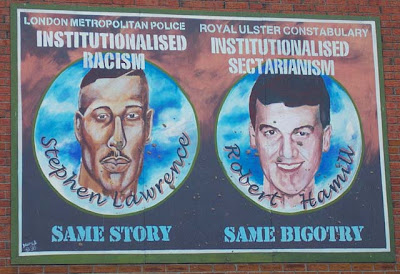 LONDON METROPOLITAN POLICE
INSTITUTIONALISED
RACISM
Stephen Lawrence
SAME STORY
ROYAL ULSTER CONSTABULARY
INSTITUTIONALISED
SECTARIANISM
Robert Hamill
SAME BIGOTRY